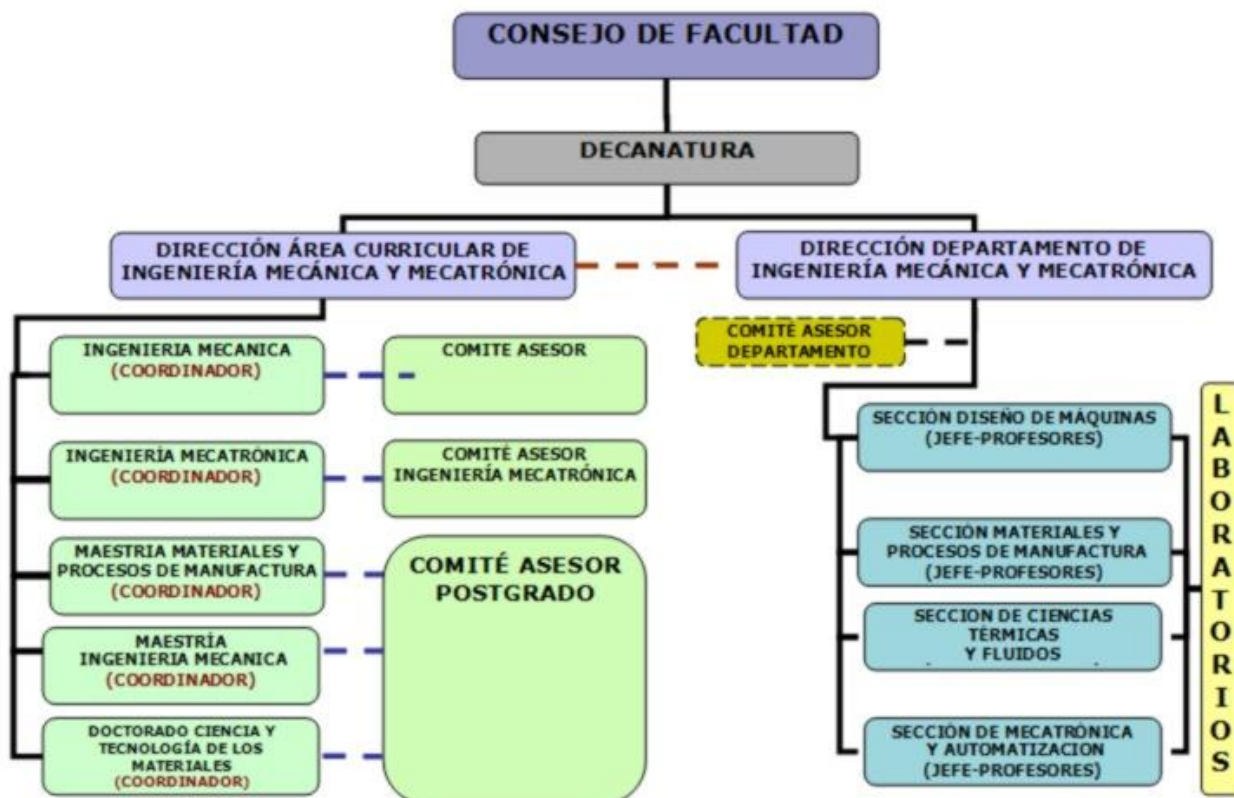 CONSEJO DE FACULTAD
DECANATURA
DIRECCIÓN ÁREA CURRICULAR DE
INGENIERÍA MECÁNICA Y MECATRÓNICA
DIRECCIÓN DEPARTAMENTO DE
INGENIERÍA MECÁNICA Y MECATRÓNICA
INGENIERIA MECANICA
(COORDINADOR)
COMITE ASESOR
INGENIERÍA MECATRÓNICA
(COORDINADOR)
COMITÉ ASESOR
INGENIERÍA MECATRÓNICA
MAESTRIA MATERIALES Y
PROCESOS DE MANUFACTURA
(COORDINADOR)
MAESTRÍA
INGENIERIA MECANICA
(COORDINADOR)
DOCTORADO CIENCIA Y
TECNOLOGÍA DE LOS
MATERIALES
(COORDINADOR)
COMITÉ ASESOR
POSTGRADO
COMITÉ ASESOR
DEPARTAMENTO
SECCIÓN DISEÑO DE MÁQUINAS
(JEFE-PROFESORES)
SECCIÓN MATERIALES Y
PROCESOS DE MANUFACTURA
(JEFE-PROFESORES)
SECCION DE CIENCIAS
TÉRMICAS
Y FLUIDOS
SECCIÓN DE MECATRÓNICA
Y AUTOMATIZACION
(JEFE-PROFESORES)
LABORATORIOS